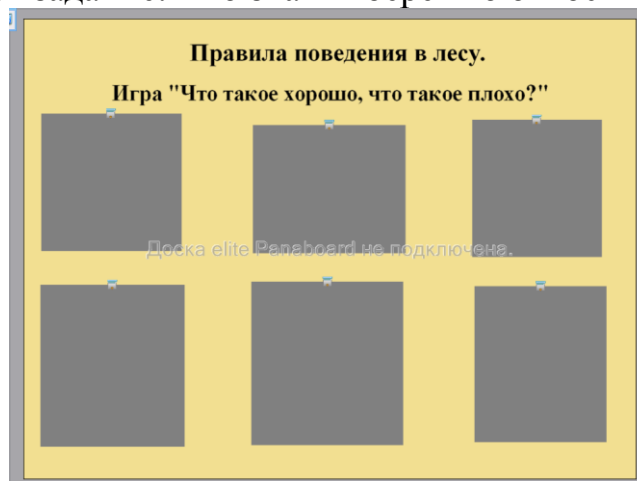 Правила поведения в лесу.
Игра "Что такое хорошо, что такое плохо?"
Доска elite Panaboard не подключена.